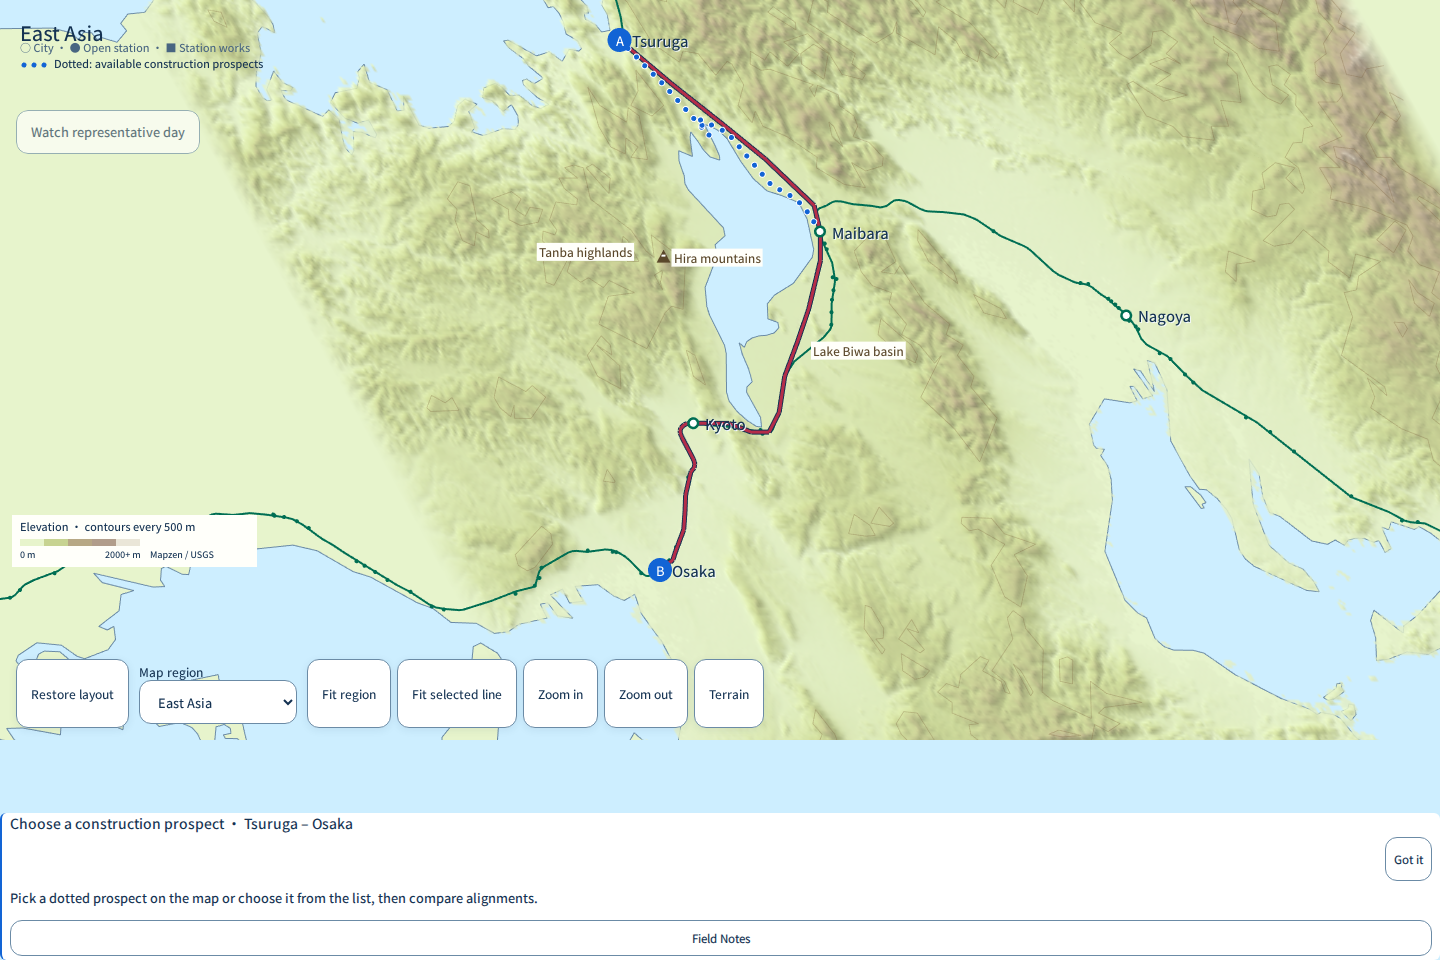 East Asia
City • Open station • Station works
Dotted: available construction prospects
Watch representative day
A Tsuruga
Maibara
Tanba highlands
Hira mountains
Nagoya
Lake Biwa basin
Kyoto
Elevation • contours every 500 m
0 m 2000+ m Mapzen / USGS
B Osaka
Restore layout
Map region
East Asia
Fit region
Fit selected line
Zoom in
Zoom out
Terrain
Choose a construction prospect • Tsuruga – Osaka
Got it
Pick a dotted prospect on the map or choose it from the list, then compare alignments.
Field Notes